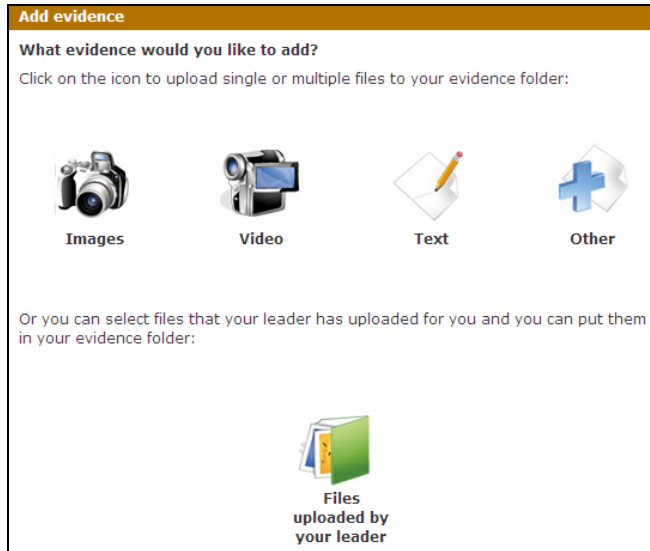 Add evidence
What evidence would you like to add?
Click on the icon to upload single or multiple files to your evidence folder:
Images Video Text Other
Or you can select files that your leader has uploaded for you and you can put them
in your evidence folder:
Files
uploaded by
your leader